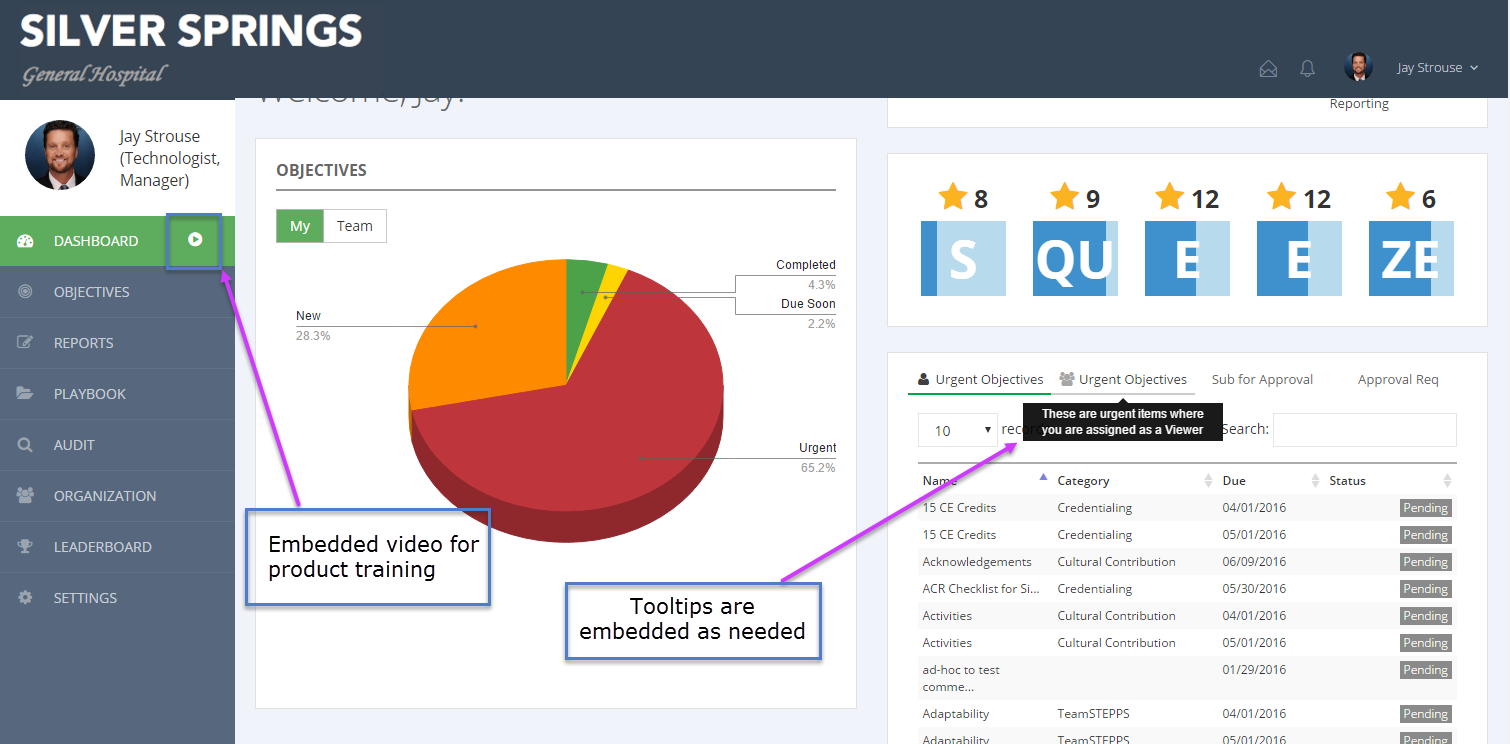 SILVER SPRINGS
General Hospital
Jay Strouse
Welcome, Jay!
Reporting
Jay Strouse
(Technologist,
Manager)
DASHBOARD
OBJECTIVES
REPORTS
PLAYBOOK
AUDIT
ORGANIZATION
LEADERBOARD
SETTINGS
OBJECTIVES
My Team
Completed
4.3%
Due Soon
2.2%
New
28.3%
Urgent
65.2%
Embedded video for
product training
Tooltips are
embedded as needed
8 9 12 12 6
S QU E E ZE
Urgent Objectives Urgent Objectives Sub for Approval Approval Req
These are urgent items where
you are assigned as a Viewer
10 Search:
Name Category Due Status
15 CE Credits Credentialing 04/01/2016 Pending
15 CE Credits Credentialing 05/01/2016 Pending
Acknowledgements Cultural Contribution 06/09/2016 Pending
ACR Checklist for Si... Credentialing 05/30/2016 Pending
Activities Cultural Contribution 04/01/2016 Pending
Activities Cultural Contribution 05/01/2016 Pending
ad-hoc to test 01/29/2016 Pending
comme...
Adaptability TeamSTEPPS 04/01/2016 Pending
Adaptability TeamSTEPPS 05/01/2016 Pending